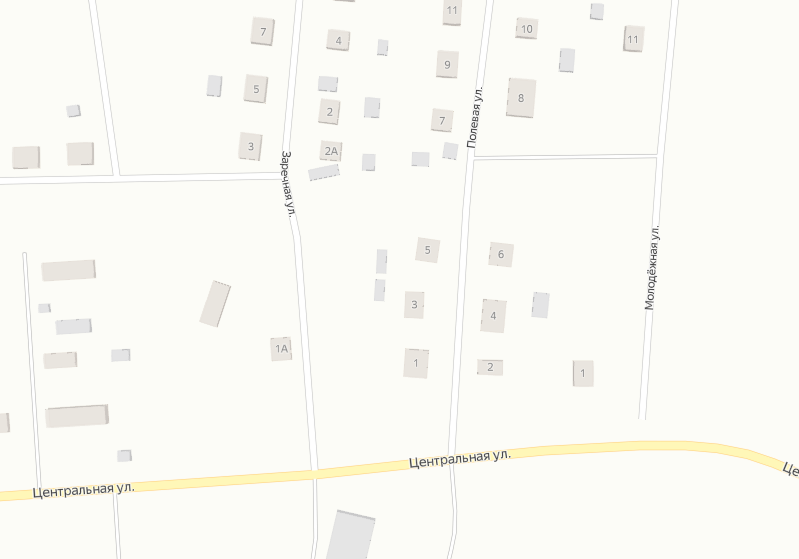 11
7
10
4
11
9
5
8
2
7
Полевая ул.
3
2А
Заречная ул.
5
6
Молодёжная ул.
3
4
1А
1
2
1
Центральная ул.
Центральная ул.
Це